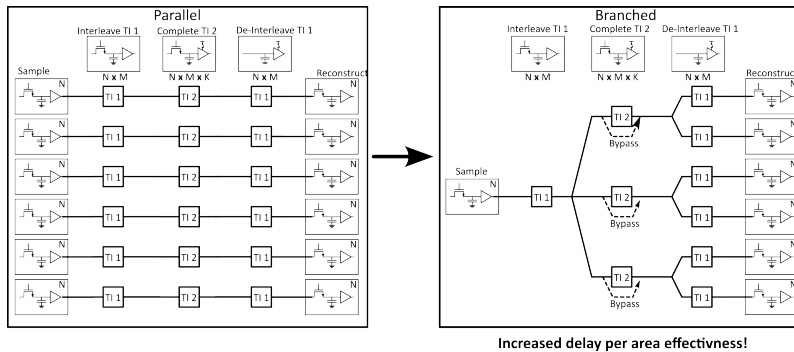 Parallel
Interleave TI 1
Complete TI 2
De-Interleave TI 1
N x M
N x M x K
N x M
Sample
Reconstruct
N
N
TI 1
TI 2
TI 1
N
N
TI 1
TI 2
TI 1
N
N
TI 1
TI 2
TI 1
N
N
TI 1
TI 2
TI 1
N
N
TI 1
TI 2
TI 1
N
N
TI 1
TI 2
TI 1
Branched
Interleave TI 1
Complete TI 2
De-Interleave TI 1
N x M
N x M x K
N x M
Reconstruct
N
TI 1
TI 2
Bypass
N
TI 1
Sample
N
TI 1
N
TI 1
TI 2
Bypass
N
TI 1
N
TI 1
TI 2
Bypass
N
TI 1
Increased delay per area effectivness!